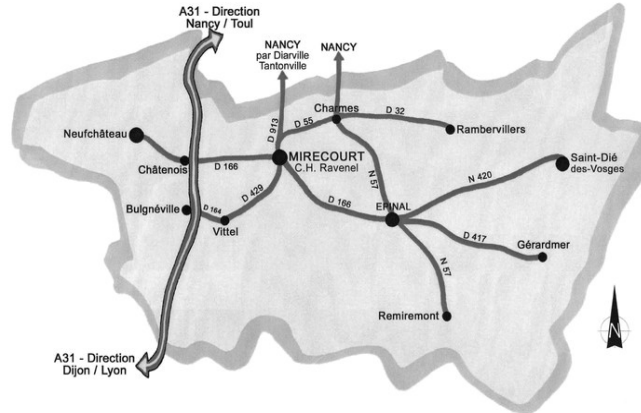 A31 - Direction
Nancy / Toul
NANCY
par Diarville
Tantonville
NANCY
D 913
D 55
Charmes
D 32
Rambervillers
Neufchâteau
Châtenois
D 166
MIRECOURT
C.H. Ravenel
N 57
N 420
Saint-Dié
des-Vosges
D 429
Bulgnéville
D 164
Vittel
D 166
EPINAL
D 417
Gérardmer
N 57
Remiremont
N
A31 - Direction
Dijon / Lyon